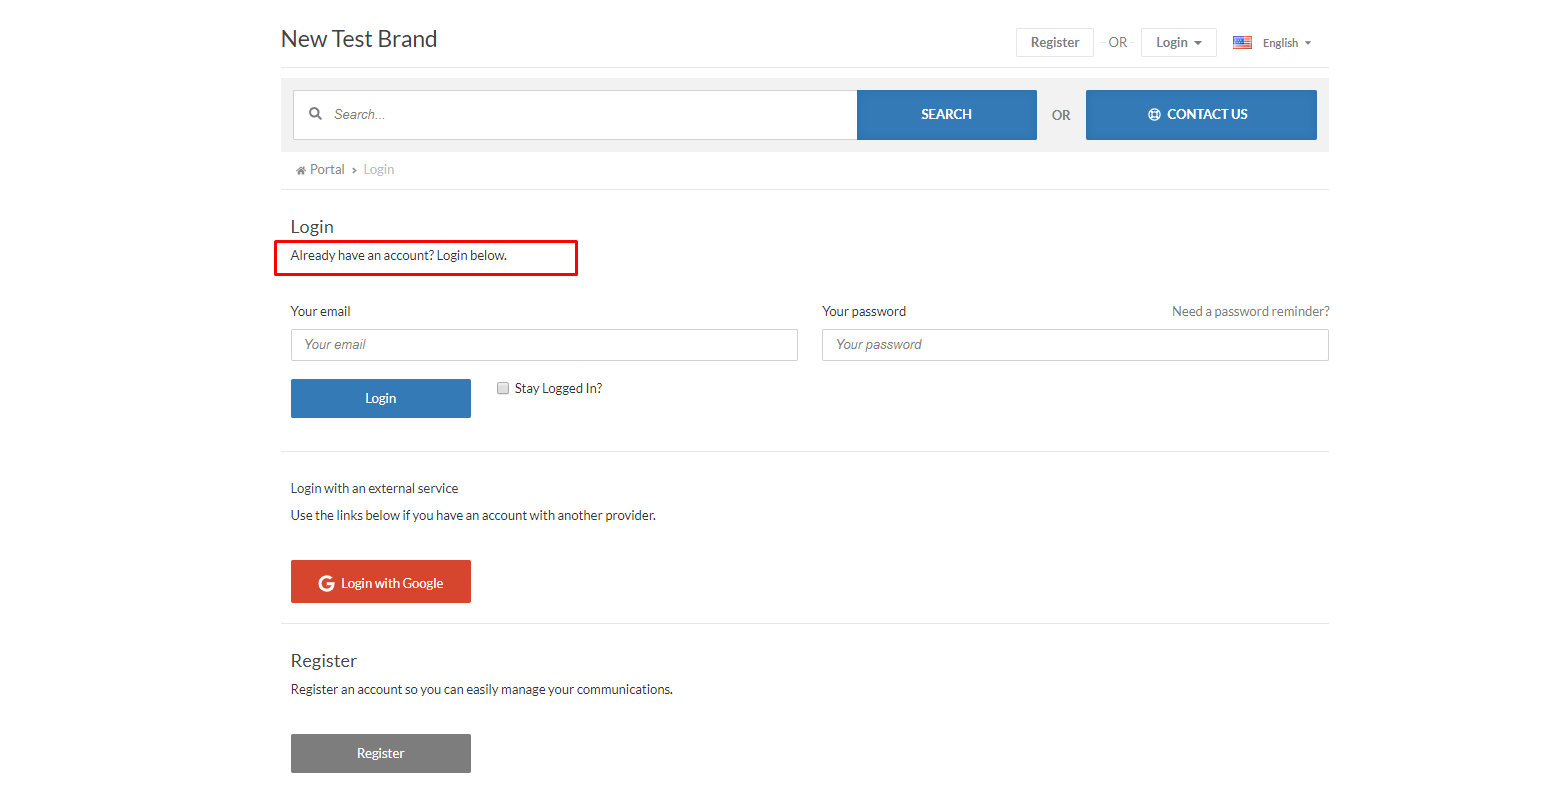 New Test Brand
Register - OR - Login
English
Search...
SEARCH
OR
CONTACT US
Portal > Login
Login
Already have an account? Login below.
Your email
Your password
Need a password reminder?
Your email
Your password
Login
Stay Logged In?
Login with an external service
Use the links below if you have an account with another provider.
Login with Google
Register
Register an account so you can easily manage your communications.
Register